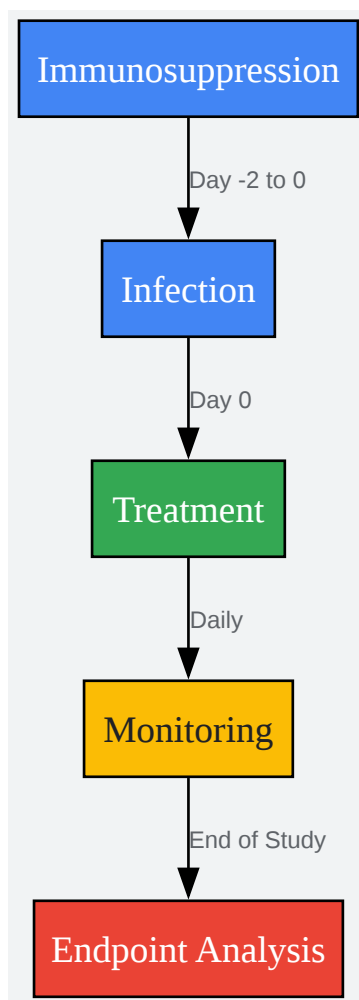 Immunosuppression
Day -2 to 0
Infection
Day 0
Treatment
Daily
Monitoring
End of Study
Endpoint Analysis